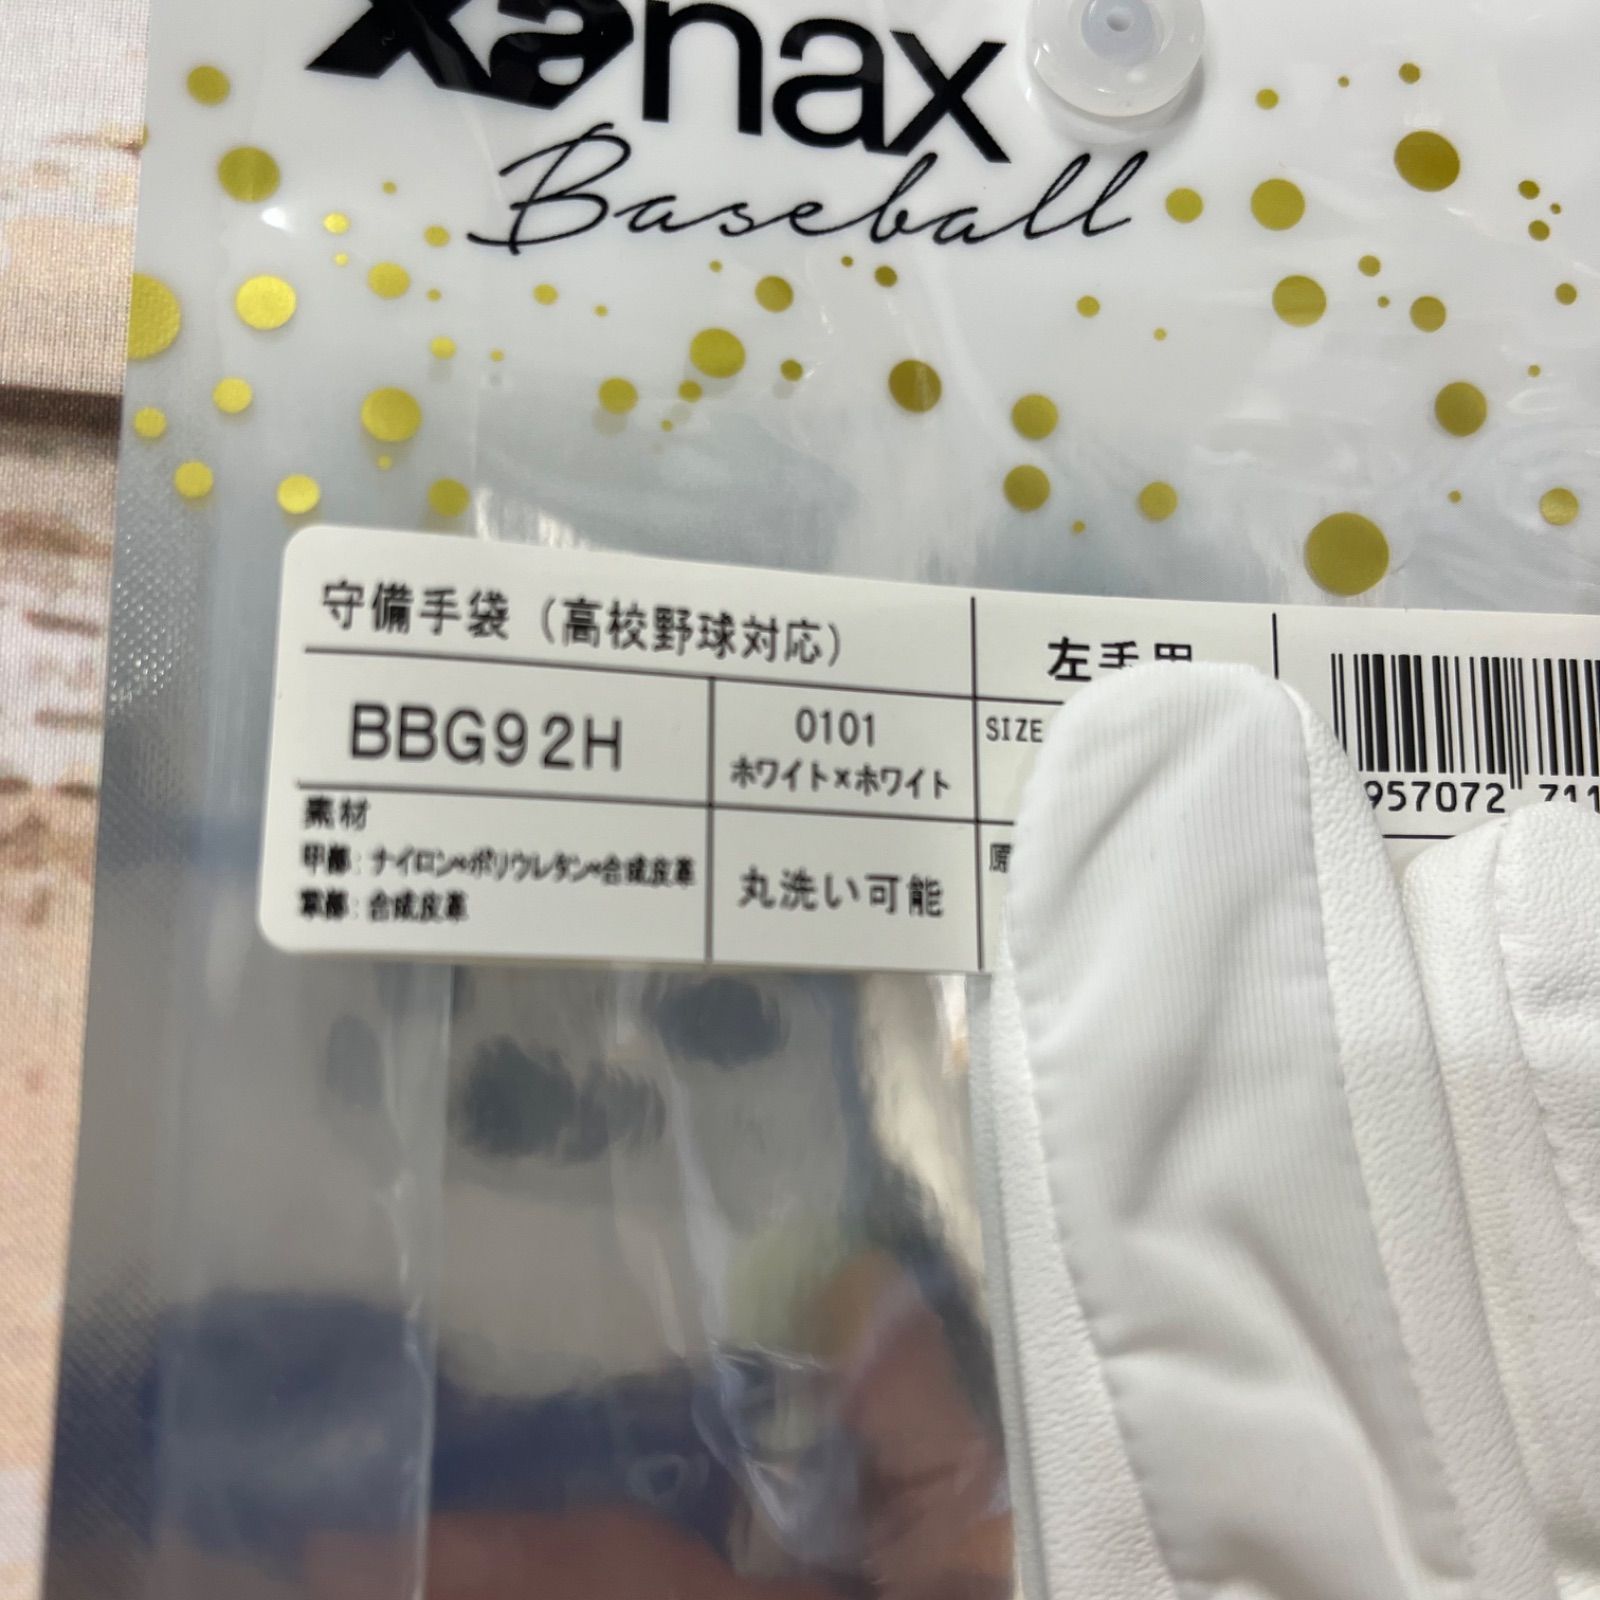 xanax
Baseball
守備手袋（高校野球対応）
左手用
BBG92H
0101
ホワイト×ホワイト
SIZE
957072
711
素材
甲部：ナイロン×ポリウレタン×合成皮革
掌部：合成皮革
丸洗い可能
原